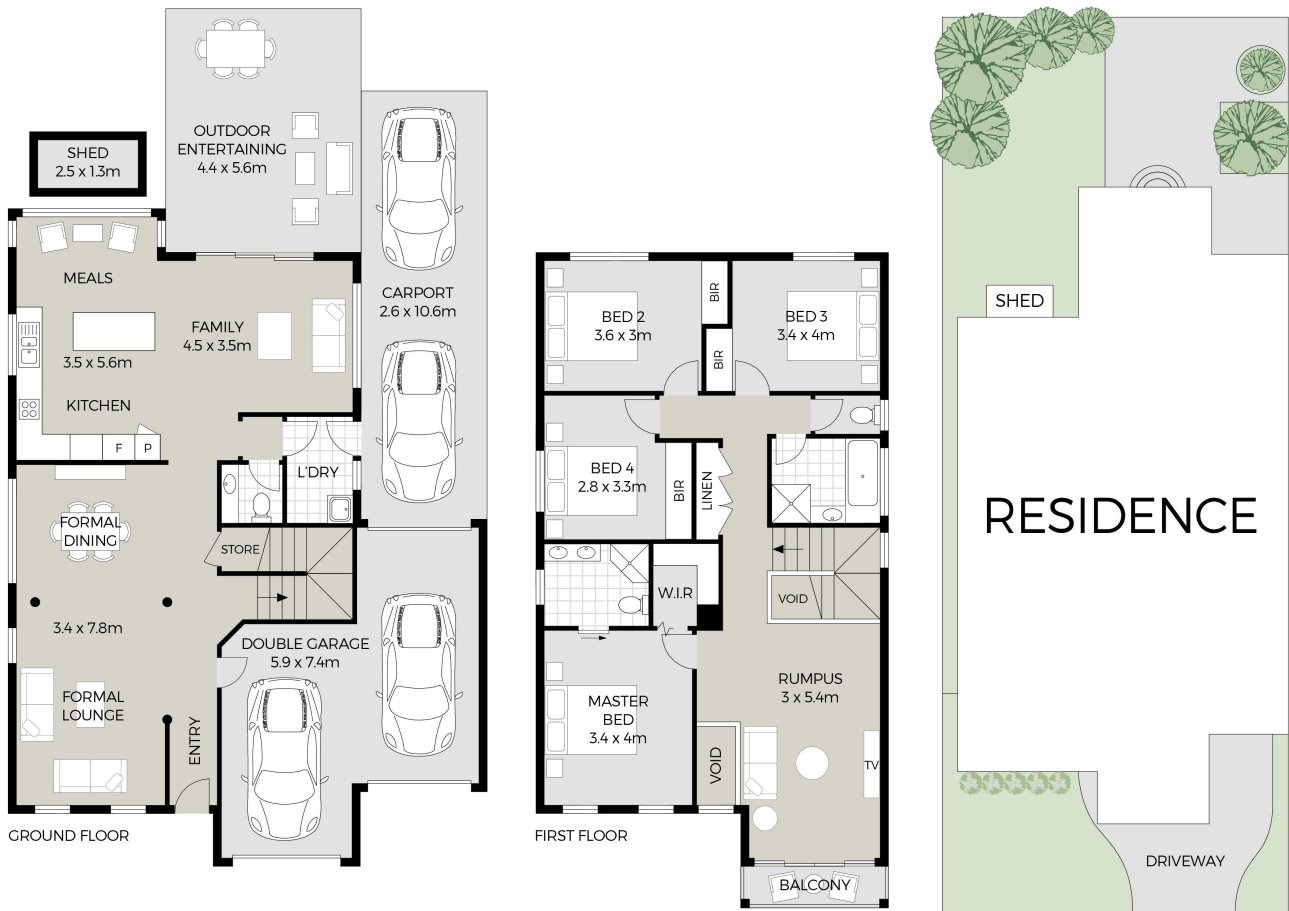 OUTDOOR
ENTERTAINING
4.4 x 5.6m
SHED
2.5 x 1.3m
MEALS
CARPORT
2.6 x 10.6m
FAMILY
4.5 x 3.5m
3.5 x 5.6m
KITCHEN
F
P
L'DRY
FORMAL
DINING
STORE
3.4 x 7.8m
DOUBLE GARAGE
5.9 x 7.4m
FORMAL
LOUNGE
ENTRY
GROUND FLOOR
BED 2
3.6 x 3m
BIR
BIR
BED 3
3.4 x 4m
BED 4
2.8 x 3.3m
BIR
LINEN
W.I.R
VOID
RUMPUS
3 x 5.4m
MASTER
BED
3.4 x 4m
VOID
TV
FIRST FLOOR
BALCONY
SHED
RESIDENCE
DRIVEWAY